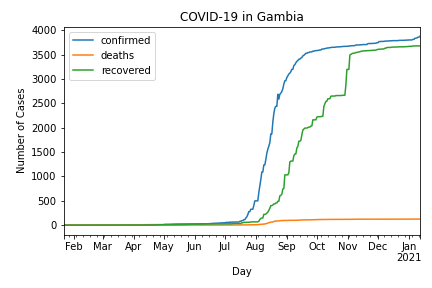 COVID-19 in Gambia
confirmed
deaths
recovered
Number of Cases
4000
3500
3000
2500
2000
1500
1000
500
0
Feb Mar Apr May Jun Jul Aug Sep Oct Nov Dec Jan
2021
Day